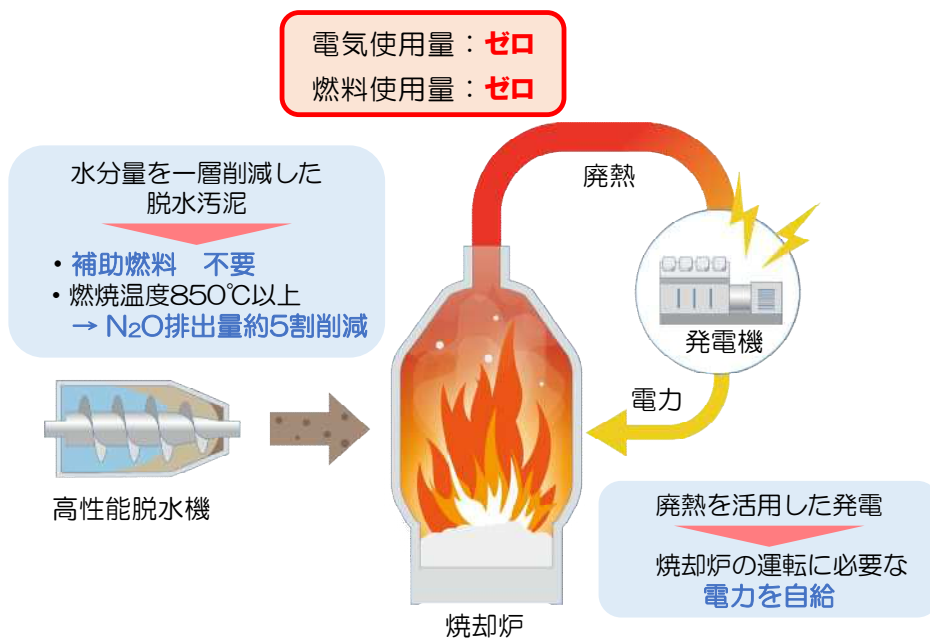 電気使用量：ゼロ
燃料使用量：ゼロ
水分量を一層削減した
脱水汚泥
・補助燃料　不要
・燃焼温度850℃以上
→ N₂O排出量約5割削減
廃熱
発電機
電力
高性能脱水機
廃熱を活用した発電
焼却炉の運転に必要な
電力を自給
焼却炉